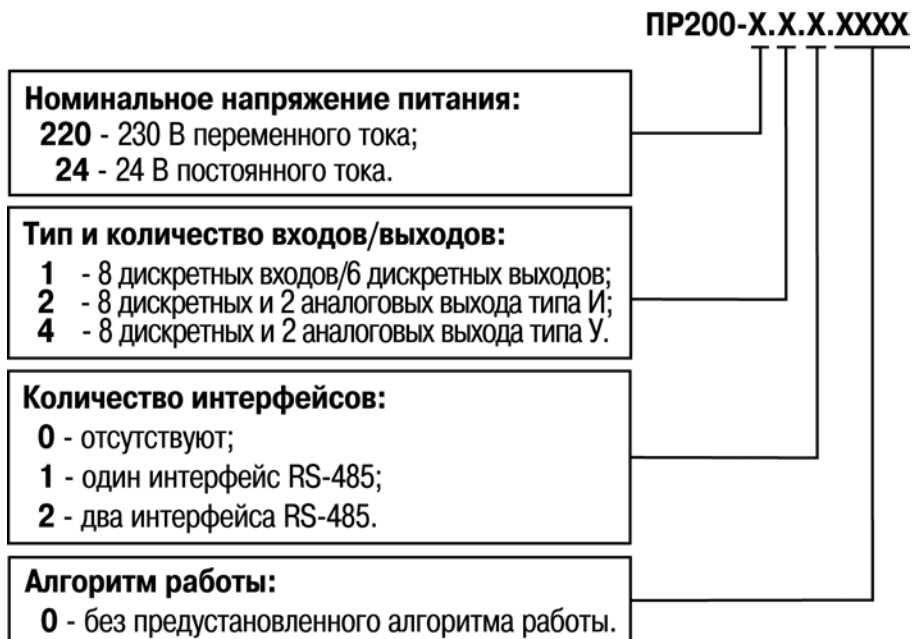 ПР200-Х.Х.Х.ХХХХ
Номинальное напряжение питания:
220 - 230 В переменного тока;
24 - 24 В постоянного тока.
Тип и количество входов/выходов:
1 - 8 дискретных входов/6 дискретных выходов;
2 - 8 дискретных и 2 аналоговых выхода типа И;
4 - 8 дискретных и 2 аналоговых выхода типа У.
Количество интерфейсов:
0 - отсутствуют;
1 - один интерфейс RS-485;
2 - два интерфейса RS-485.
Алгоритм работы:
0 - без предустановленного алгоритма работы.